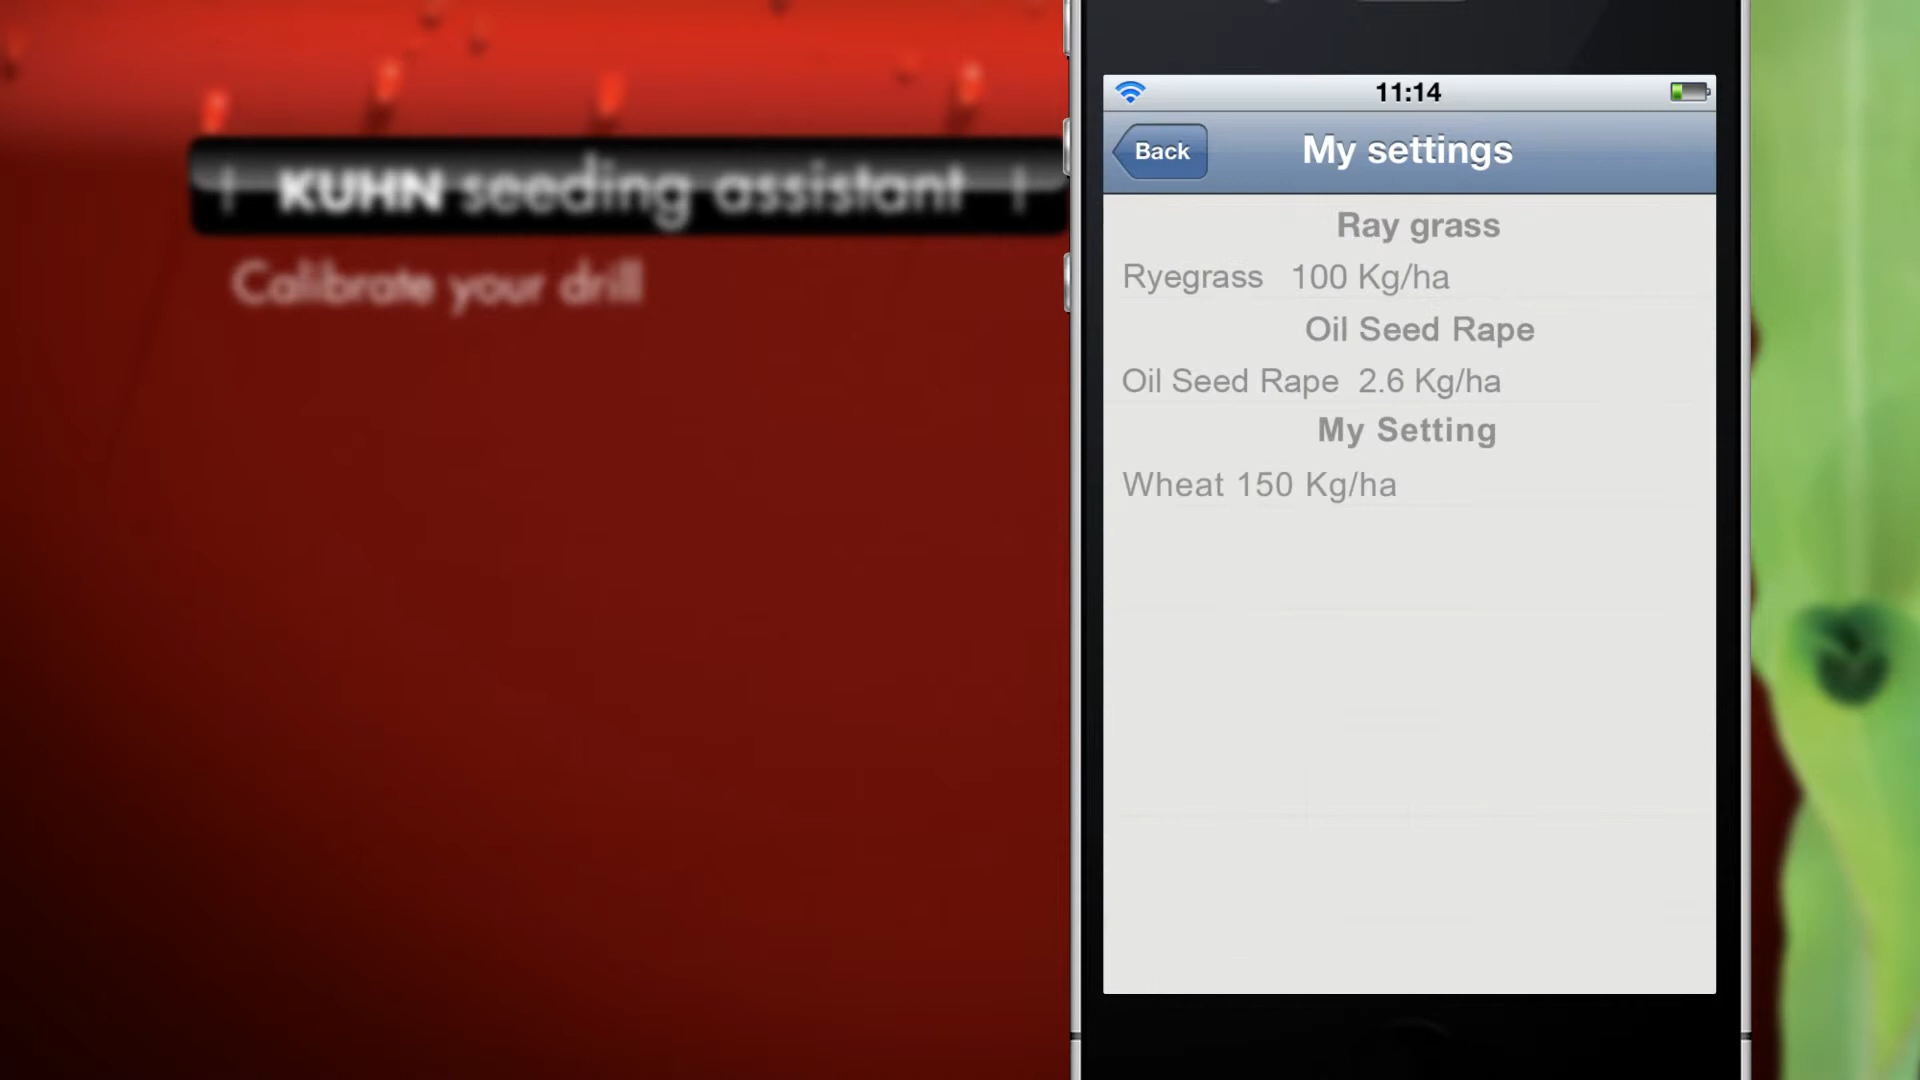 KUHN seeding assistant
Calibrate your drill
11:14
Back
My settings
Ray grass
Ryegrass 100 Kg/ha
Oil Seed Rape
Oil Seed Rape 2.6 Kg/ha
My Setting
Wheat 150 Kg/ha